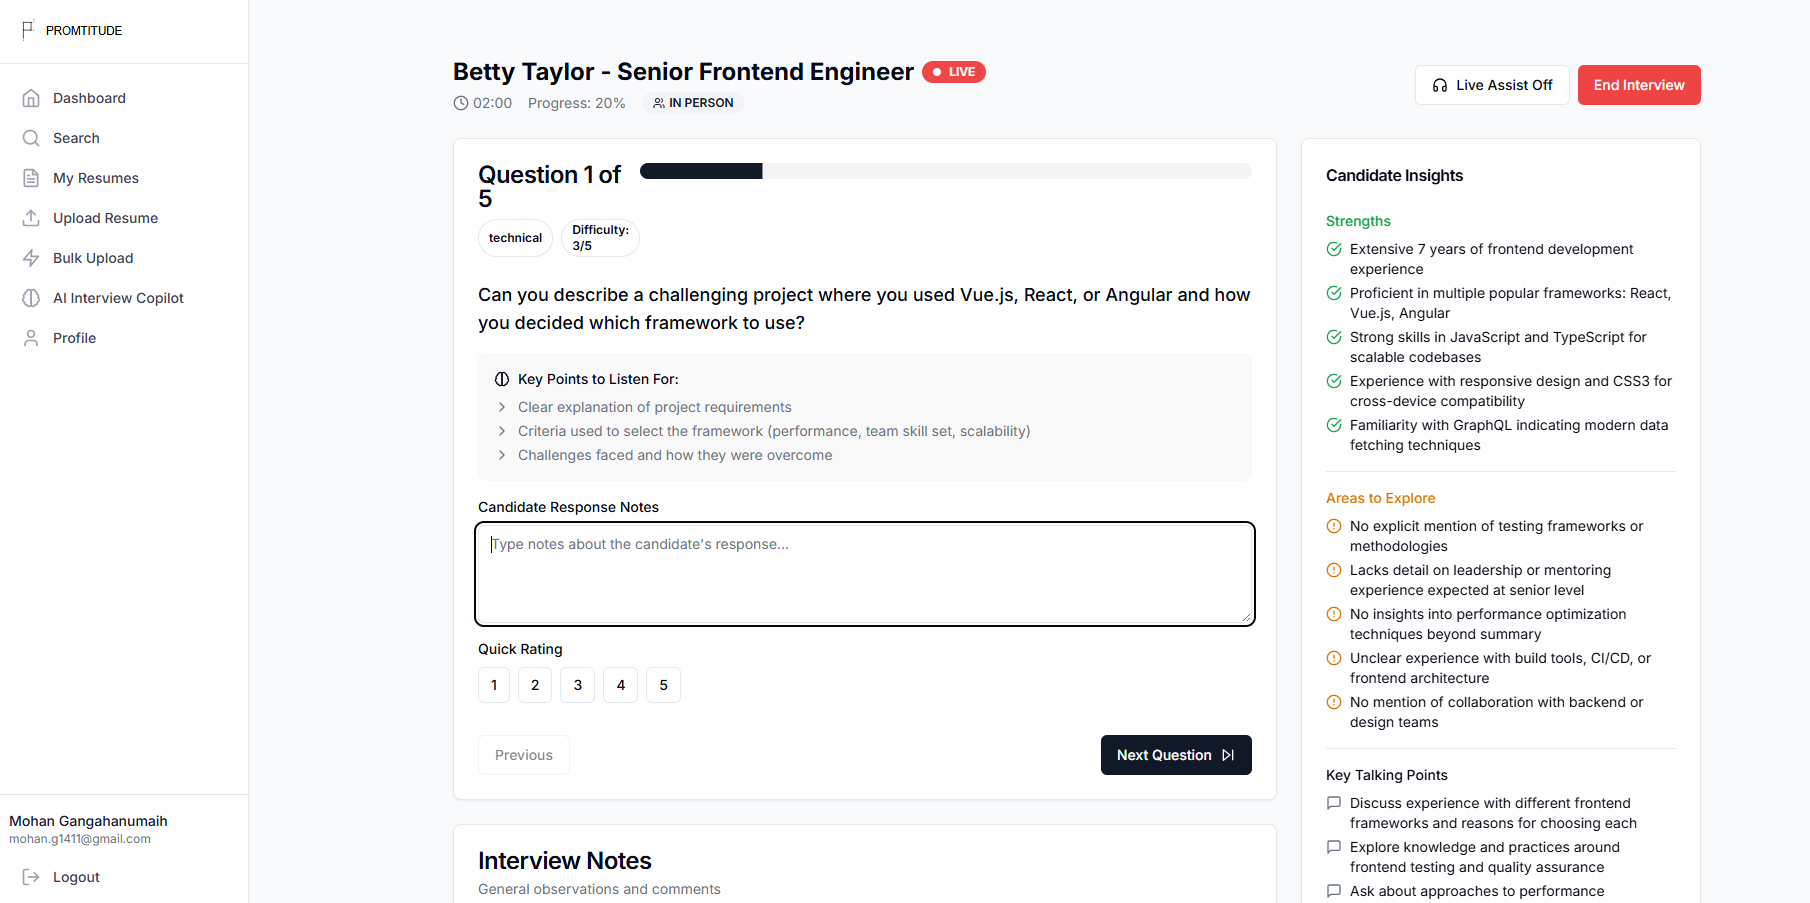 PROMTITUDE
Dashboard
Search
My Resumes
Upload Resume
Bulk Upload
AI Interview Copilot
Profile
Mohan Gangahanumaih
mohan.g1411@gmail.com
Logout
Betty Taylor - Senior Frontend Engineer
LIVE
02:00 Progress: 20% IN PERSON
Live Assist Off
End Interview
Question 1 of
5
technical
Difficulty:
3/5
Can you describe a challenging project where you used Vue.js, React, or Angular and how
you decided which framework to use?
Key Points to Listen For:
Clear explanation of project requirements
Criteria used to select the framework (performance, team skill set, scalability)
Challenges faced and how they were overcome
Candidate Response Notes
Type notes about the candidate's response...
Quick Rating
1 2 3 4 5
Previous
Next Question
Interview Notes
General observations and comments
Candidate Insights
Strengths
Extensive 7 years of frontend development
experience
Proficient in multiple popular frameworks: React,
Vue.js, Angular
Strong skills in JavaScript and TypeScript for
scalable codebases
Experience with responsive design and CSS3 for
cross-device compatibility
Familiarity with GraphQL indicating modern data
fetching techniques
Areas to Explore
No explicit mention of testing frameworks or
methodologies
Lacks detail on leadership or mentoring
experience expected at senior level
No insights into performance optimization
techniques beyond summary
Unclear experience with build tools, CI/CD, or
frontend architecture
No mention of collaboration with backend or
design teams
Key Talking Points
Discuss experience with different frontend
frameworks and reasons for choosing each
Explore knowledge and practices around
frontend testing and quality assurance
Ask about approaches to performance